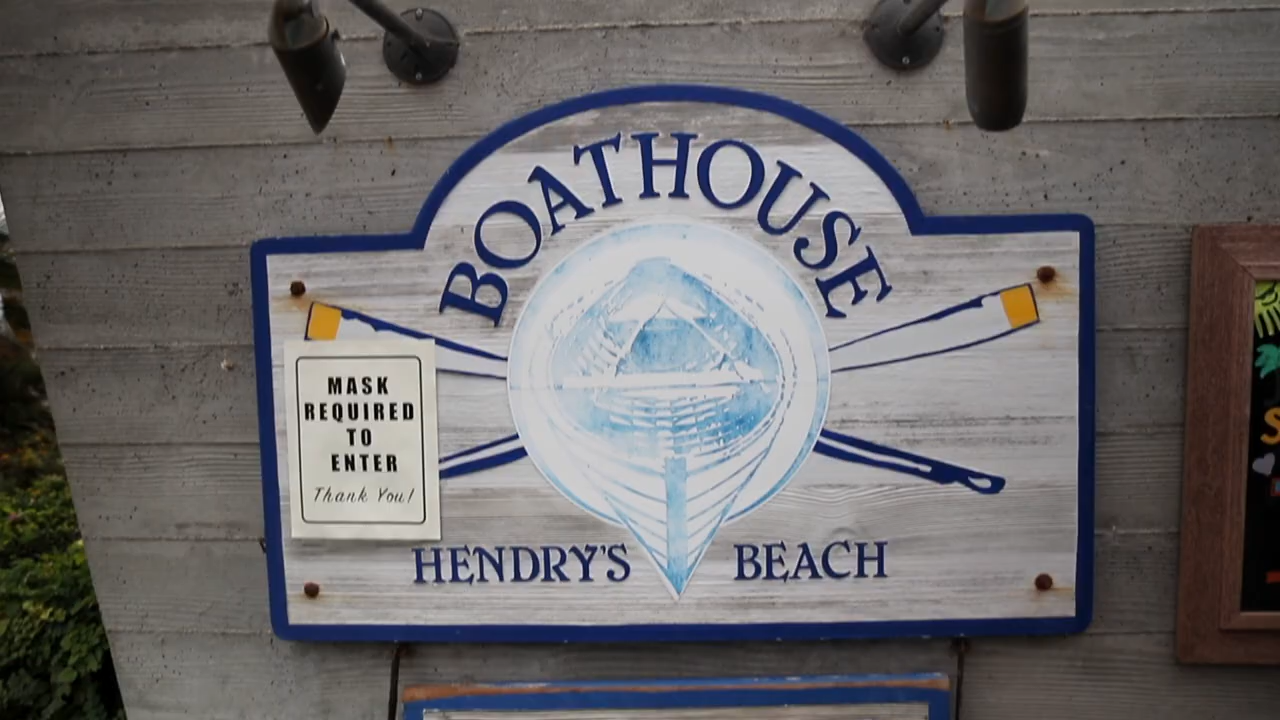 BOATHOUSE
MASK
REQUIRED
TO
ENTER
Thank You!
HENDRY'S BEACH